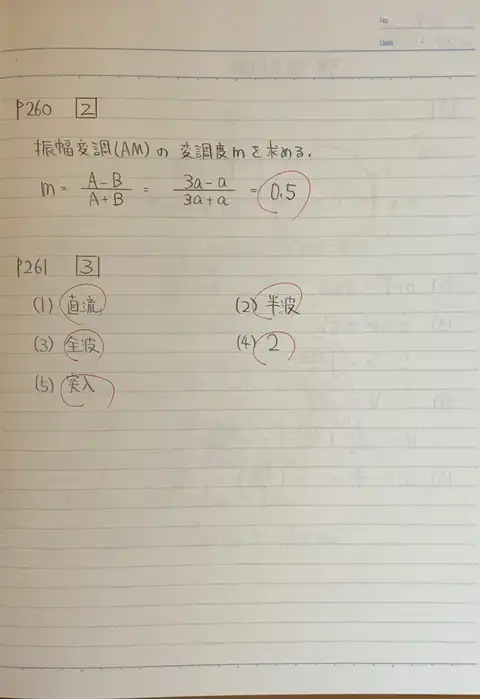 No
Date
P260 2
振幅変調(AM)の変調度mを求める.
m = A-B/A+B = 3a-a/3a+a = 0.5
P261 3
(1) 直流 (2) 半波
(3) 全波 (4) 2
(5) 突入